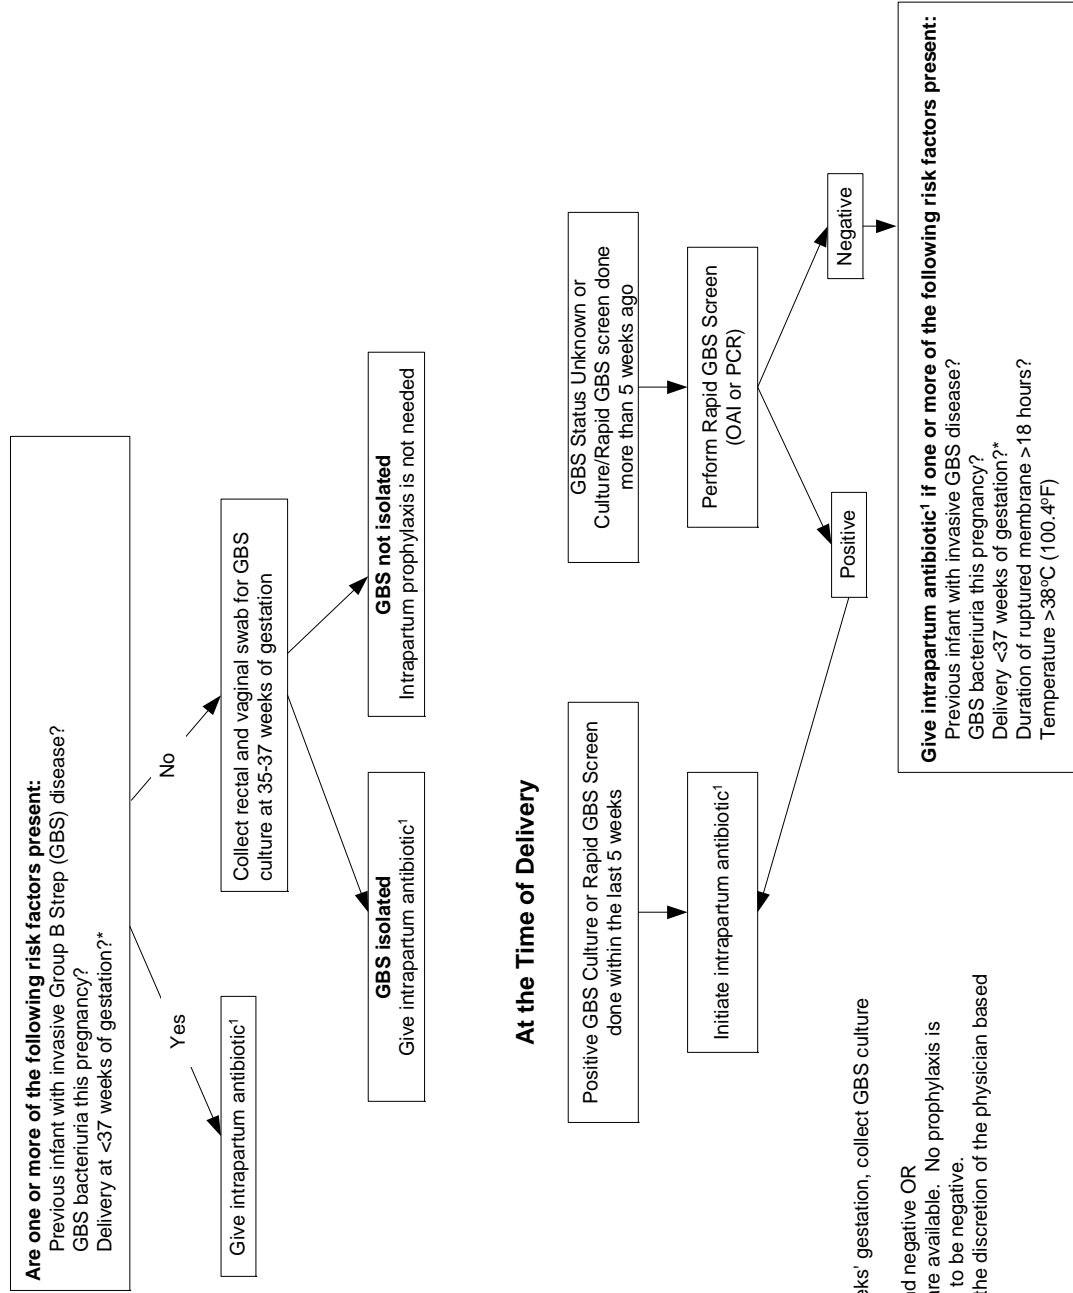 Are one or more of the following risk factors present:
Previous infant with invasive Group B Strep (GBS) disease?
GBS bacteriuria this pregnancy?
Delivery at <37 weeks of gestation?*
Yes
No
Give intrapartum antibiotic¹
Collect rectal and vaginal swab for GBS
culture at 35-37 weeks of gestation
GBS isolated
Give intrapartum antibiotic¹
GBS not isolated
Intrapartum prophylaxis is not needed
At the Time of Delivery
Positive GBS Culture or Rapid GBS Screen
done within the last 5 weeks
GBS Status Unknown or
Culture/Rapid GBS screen done
more than 5 weeks ago
Initiate intrapartum antibiotic¹
Perform Rapid GBS Screen
(OAI or PCR)
Positive
Negative
Give intrapartum antibiotic¹ if one or more of the following risk factors present:
Previous infant with invasive GBS disease?
GBS bacteriuria this pregnancy?
Delivery <37 weeks of gestation?*
Duration of ruptured membrane >18 hours?
Temperature >38ºC (100.4ºF)
gestation, collect GBS culture
negative OR
are available. No prophylaxis is
to be negative.
the discretion of the physician based